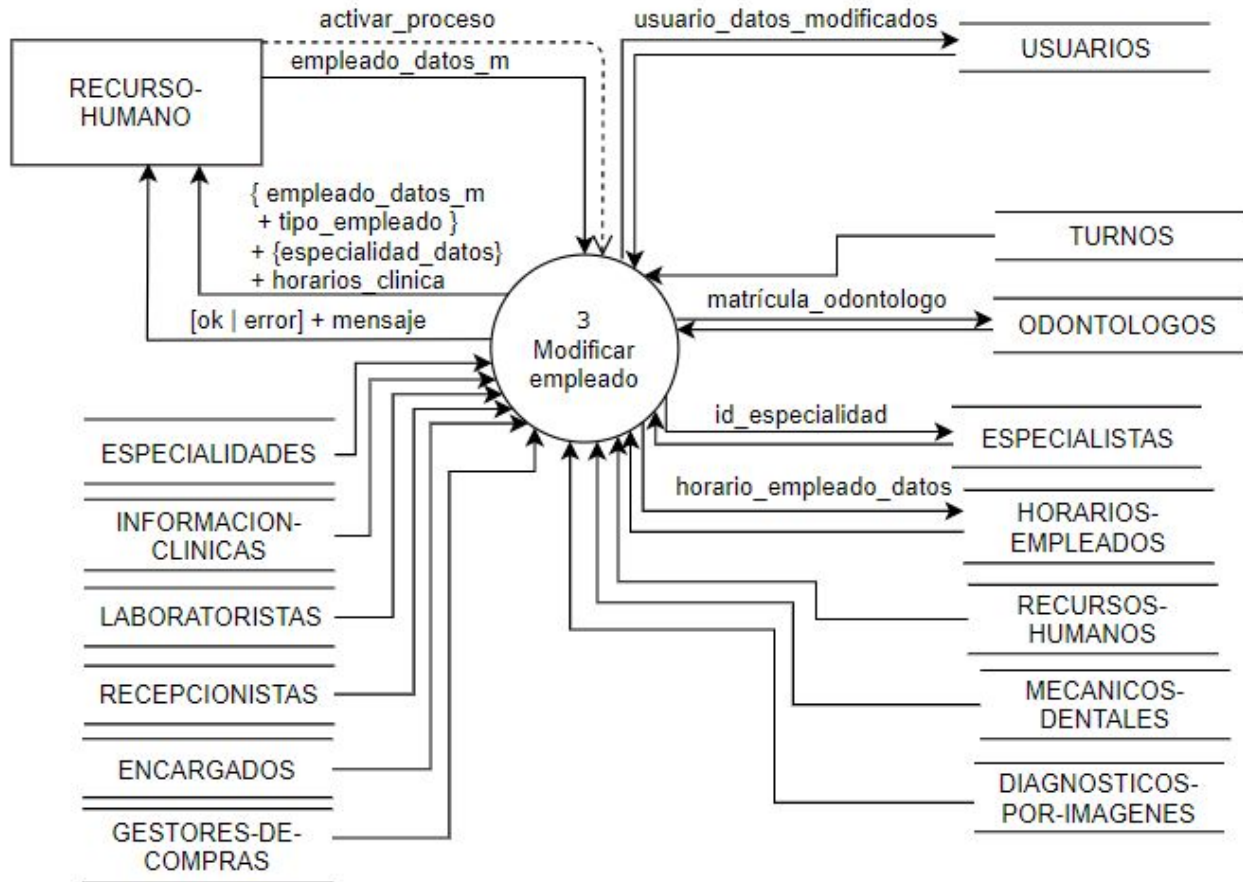 activar_proceso
usuario_datos_modificados
empleado_datos_m
USUARIOS
RECURSO-
HUMANO
{ empleado_datos_m
+ tipo_empleado }
+ {especialidad_datos}
+ horarios_clinica
[ok | error] + mensaje
TURNOS
matrícula_odontologo
ODONTOLOGOS
3
Modificar
empleado
id_especialidad
ESPECIALISTAS
horario_empleado_datos
HORARIOS-
EMPLEADOS
RECURSOS-
HUMANOS
MECANICOS-
DENTALES
DIAGNOSTICOS-
POR-IMAGENES
ESPECIALIDADES
INFORMACION-
CLINICAS
LABORATORISTAS
RECEPCIONISTAS
ENCARGADOS
GESTORES-DE-
COMPRAS